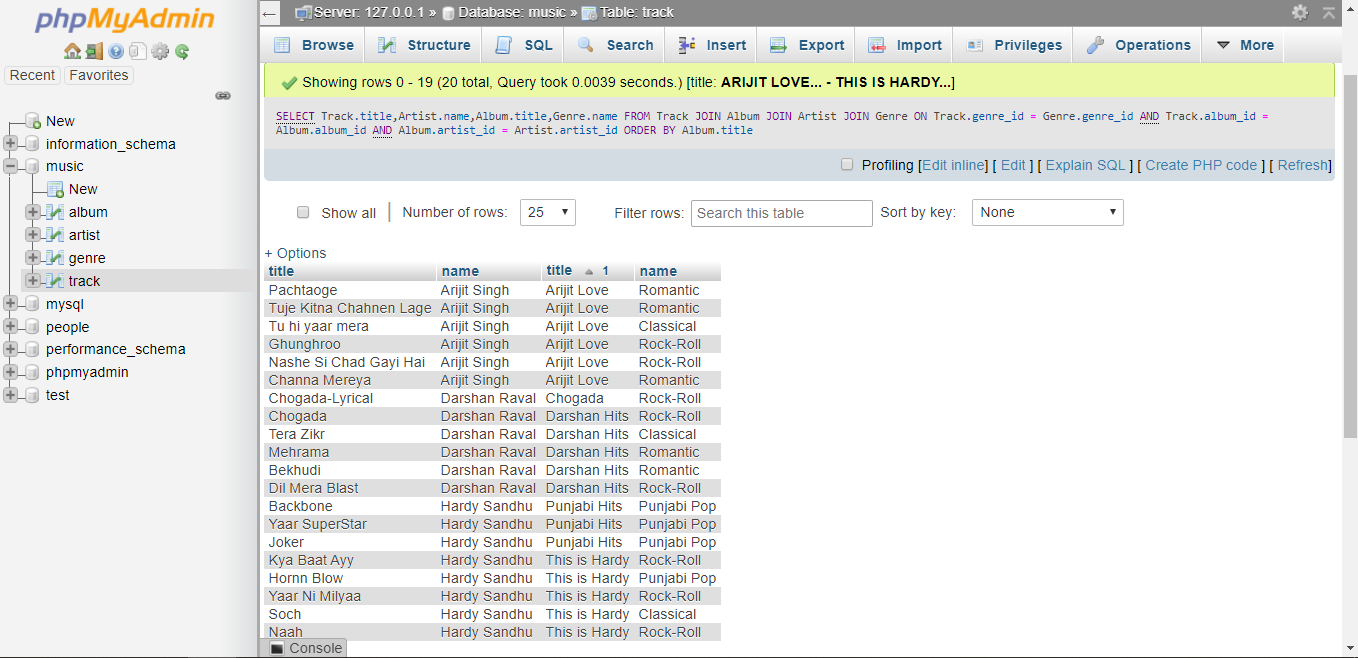 phpMyAdmin
Recent Favorites
New
information_schema
music
New
album
artist
genre
track
mysql
people
performance_schema
phpmyadmin
test
Server: 127.0.0.1 » Database: music » Table: track
Browse Structure SQL Search Insert Export Import Privileges Operations More
Showing rows 0 - 19 (20 total, Query took 0.0039 seconds.) [title: ARIJIT LOVE... - THIS IS HARDY...]
SELECT Track.title,Artist.name,Album.title,Genre.name FROM Track JOIN Album JOIN Artist JOIN Genre ON Track.genre_id = Genre.genre_id AND Track.album_id =
Album.album_id AND Album.artist_id = Artist.artist_id ORDER BY Album.title
Profiling [Edit inline] [ Edit ] [ Explain SQL ] [ Create PHP code ] [ Refresh]
Show all | Number of rows: 25 Filter rows: Search this table Sort by key: None
+ Options
title name title 1 name
Pachtaoge Arijit Singh Arijit Love Romantic
Tuje Kitna Chahnen Lage Arijit Singh Arijit Love Romantic
Tu hi yaar mera Arijit Singh Arijit Love Classical
Ghunghroo Arijit Singh Arijit Love Rock-Roll
Nashe Si Chad Gayi Hai Arijit Singh Arijit Love Rock-Roll
Channa Mereya Arijit Singh Arijit Love Romantic
Chogada-Lyrical Darshan Raval Chogada Rock-Roll
Chogada Darshan Raval Darshan Hits Rock-Roll
Tera Zikr Darshan Raval Darshan Hits Classical
Mehrama Darshan Raval Darshan Hits Romantic
Bekhudi Darshan Raval Darshan Hits Romantic
Dil Mera Blast Darshan Raval Darshan Hits Rock-Roll
Backbone Hardy Sandhu Punjabi Hits Punjabi Pop
Yaar SuperStar Hardy Sandhu Punjabi Hits Punjabi Pop
Joker Hardy Sandhu Punjabi Hits Punjabi Pop
Kya Baat Ayy Hardy Sandhu This is Hardy Rock-Roll
Hornn Blow Hardy Sandhu This is Hardy Punjabi Pop
Yaar Ni Milyaa Hardy Sandhu This is Hardy Rock-Roll
Soch Hardy Sandhu This is Hardy Classical
Naah Hardy Sandhu This is Hardy Rock-Roll
Console